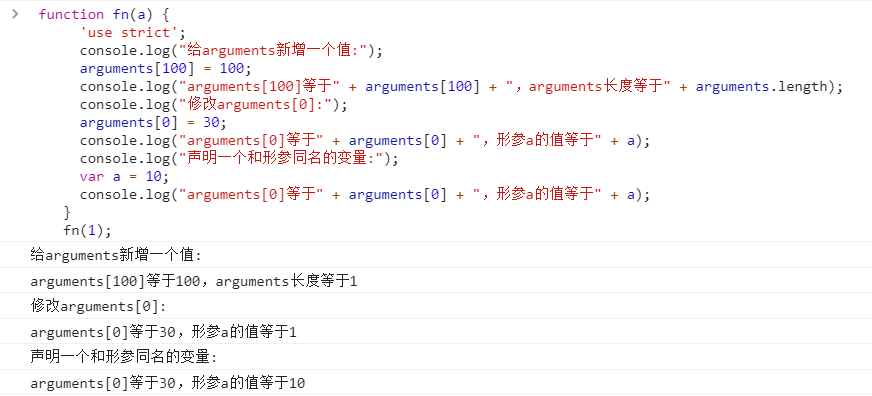 > function fn(a) {
'use strict';
console.log("给arguments新增一个值:");
arguments[100] = 100;
console.log("arguments[100]等于" + arguments[100] + "，arguments长度等于" + arguments.length);
console.log("修改arguments[0]:");
arguments[0] = 30;
console.log("arguments[0]等于" + arguments[0] + "，形参a的值等于" + a);
console.log("声明一个和形参同名的变量:");
var a = 10;
console.log("arguments[0]等于" + arguments[0] + "，形参a的值等于" + a);
}
fn(1);
给arguments新增一个值:
arguments[100]等于100，arguments长度等于1
修改arguments[0]:
arguments[0]等于30，形参a的值等于1
声明一个和形参同名的变量:
arguments[0]等于30，形参a的值等于10